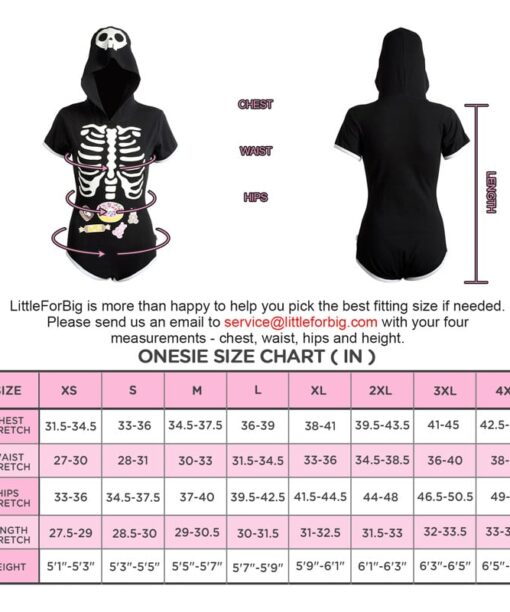 CHEST
WAIST
HIPS
LENGTH
LittleForBig is more than happy to help you pick the best fitting size if needed.
Please send us an email to service@littleforbig.com with your four
measurements - chest, waist, hips and height.
ONESIE SIZE CHART ( IN )
SIZE XS S M L XL 2XL 3XL 4X
HEST
RETCH 31.5-34.5 33-36 34.5-37.5 36-39 38-41 39.5-43.5 41-45 42.5-
WAIST
RETCH 27-30 28-31 30-33 31.5-34.5 33-36 34.5-38.5 36-40 38-
HIPS
RETCH 33-36 34.5-37.5 37-40 39.5-42.5 41.5-44.5 44-48 46.5-50.5 49-
NGTH
RETCH 27.5-29 28.5-30 29-30.5 30-31.5 31-32.5 31.5-33 32-33.5 33-3
EIGHT 5'1"-5'3" 5'3"-5'5" 5'5"-5'7" 5'7"-5'9" 5'9"-6'1" 6'1"-6'3" 6'3"-6'5" 6'5"-